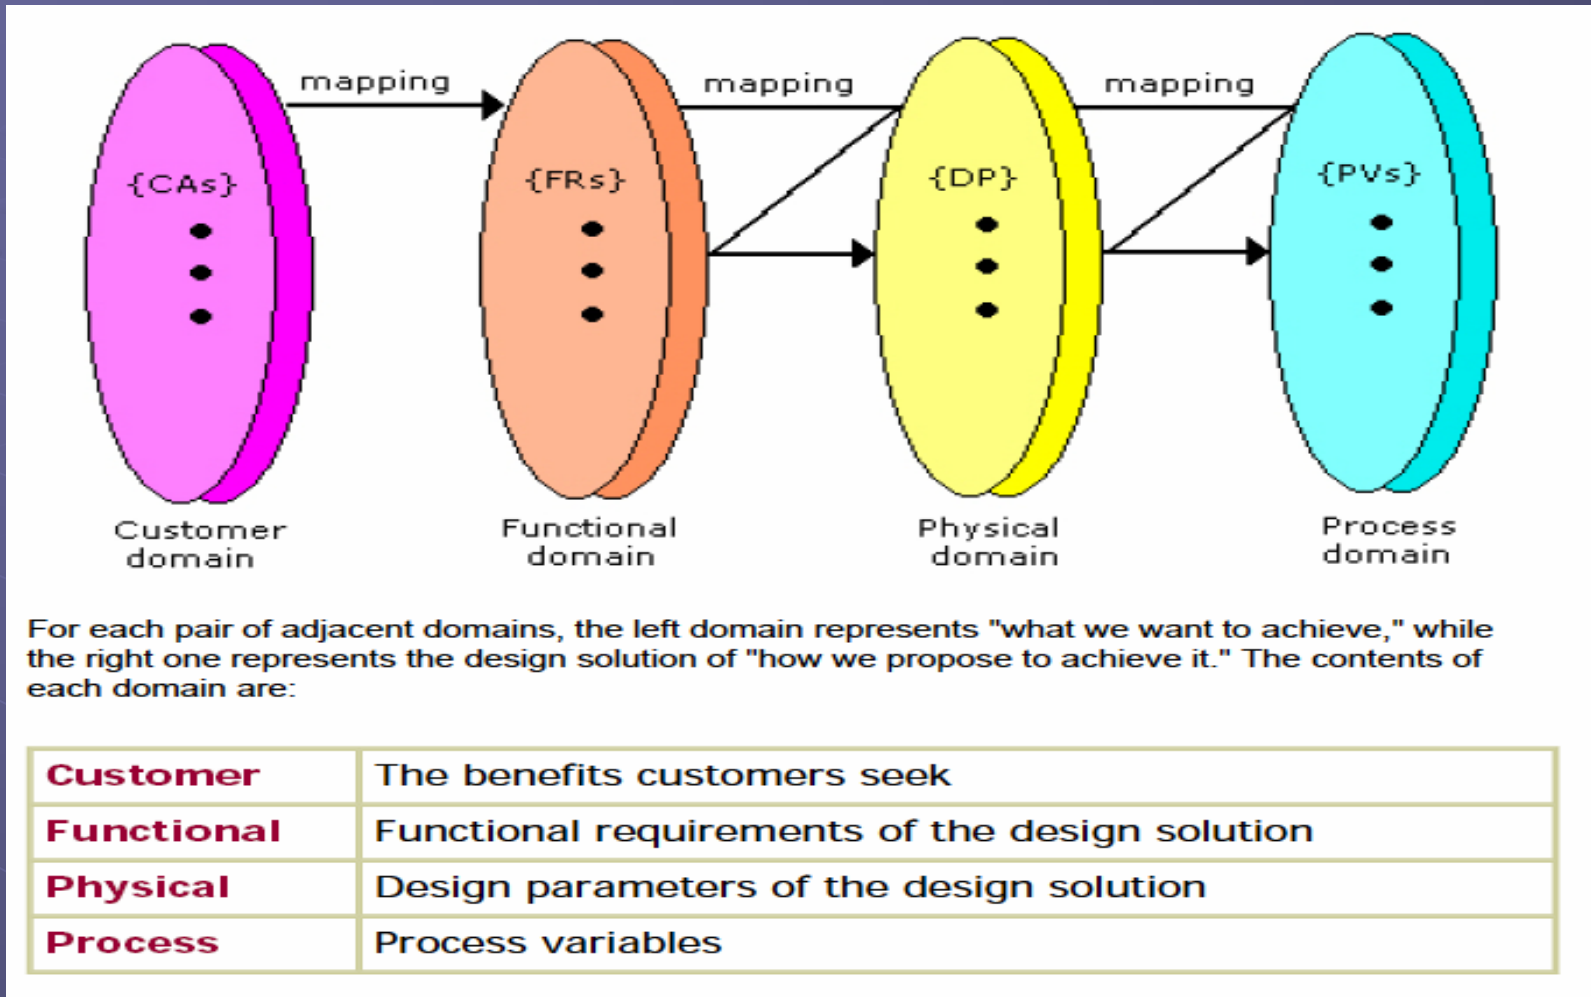 mapping
mapping
mapping
{CAs}
{FRs}
{DP}
{PVs}
Customer
domain
Functional
domain
Physical
domain
Process
domain
For each pair of adjacent domains, the left domain represents "what we want to achieve," while
the right one represents the design solution of "how we propose to achieve it." The contents of
each domain are:
Customer The benefits customers seek
Functional Functional requirements of the design solution
Physical Design parameters of the design solution
Process Process variables